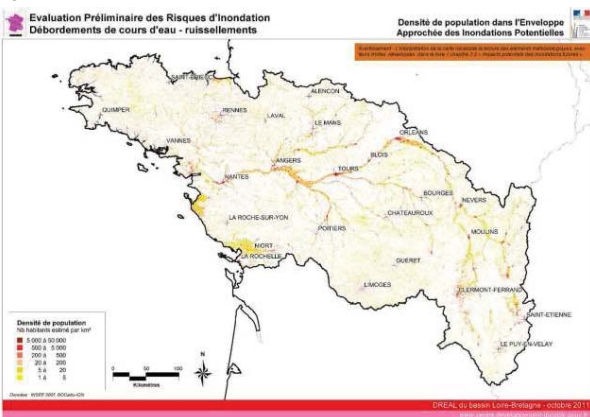 Evaluation Préliminaire des Risques d'Inondation
Débordements de cours d'eau - ruissellements
Densité de population dans l'Enveloppe
Approchée des Inondations Potentielles
SAINT-BRIEUC
ALENCON
QUIMPER
RENNES
LAVAL
LE MANS
VANNES
ORLEANS
BLOIS
ANGERS
TOURS
NANTES
BOURGES
NEVERS
LA ROCHE-SUR-YON
CHATEAUROUX
POITIERS
MOULINS
NIORT
LA ROCHELLE
GUERET
LIMOGES
CLERMONT-FERRAND
SAINT-ETIENNE
LE PUY-EN-VELAY
Densité de population
Nb habitants estimé par km²
5 000 à 50 000
500 à 5 000
200 à 500
20 à 200
5 à 20
1 à 5
0 50 100
Kilomètres
N
DREAL du bassin Loire-Bretagne - octobre 2011